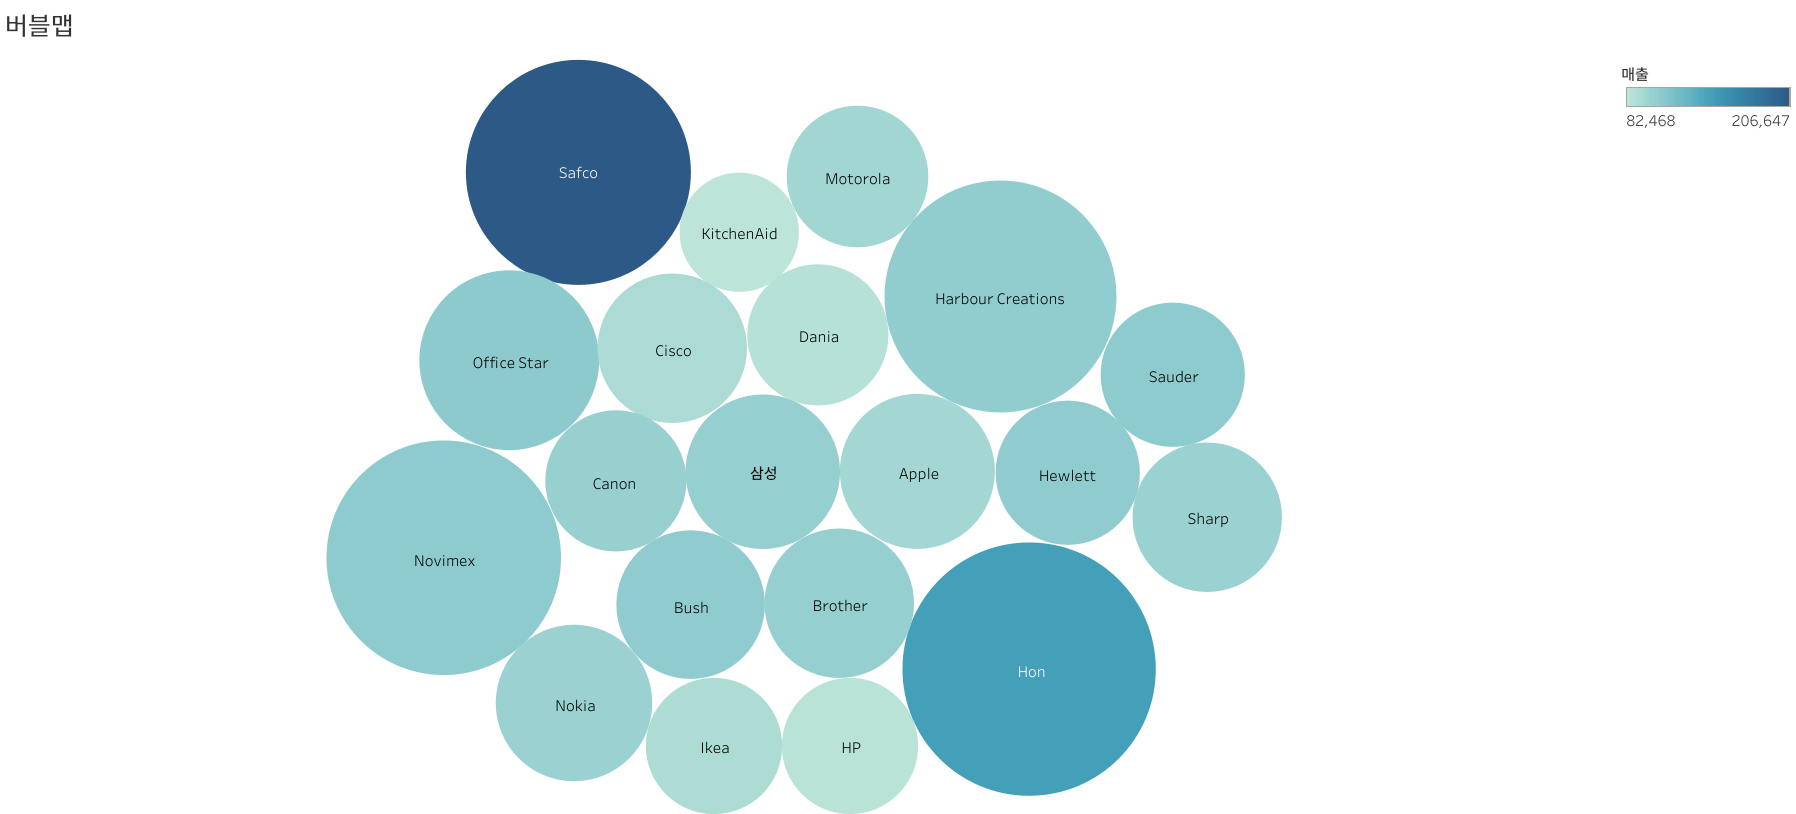 버블맵
매출
82,468 206,647
Safco
Motorola
KitchenAid
Harbour Creations
Dania
Cisco
Office Star
Sauder
삼성
Apple
Hewlett
Canon
Sharp
Novimex
Bush
Brother
Hon
Nokia
Ikea
HP